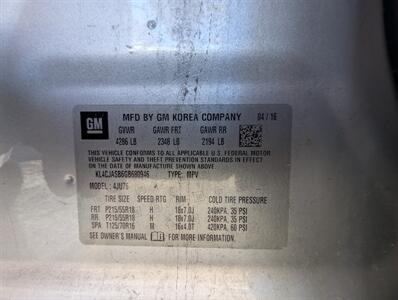 GM
MFD BY GM KOREA COMPANY 04/16
GVWR GAWR FRT GAWR RR
4286 LB 2348 LB 2194 LB
THIS VEHICLE CONFORMS TO ALL APPLICABLE U.S. FEDERAL MOTOR
VEHICLE SAFETY AND THEFT PREVENTION STANDARDS IN EFFECT ON THE
DATE OF MANUFACTURE SHOWN ABOVE.
KL4CJASB6GB680946 TYPE: MPV
MODEL: 4JU76
TIRE SIZE SPEED RTG RIM COLD TIRE PRESSURE
FRT P215/55R18 H 18x7.0J 240KPA, 35 PSI
RR P215/55R18 H 18x7.0J 240KPA, 35 PSI
SPA T125/70R16 M 16x4.0T 420KPA, 60 PSI
SEE OWNER'S MANUAL FOR MORE INFORMATION.